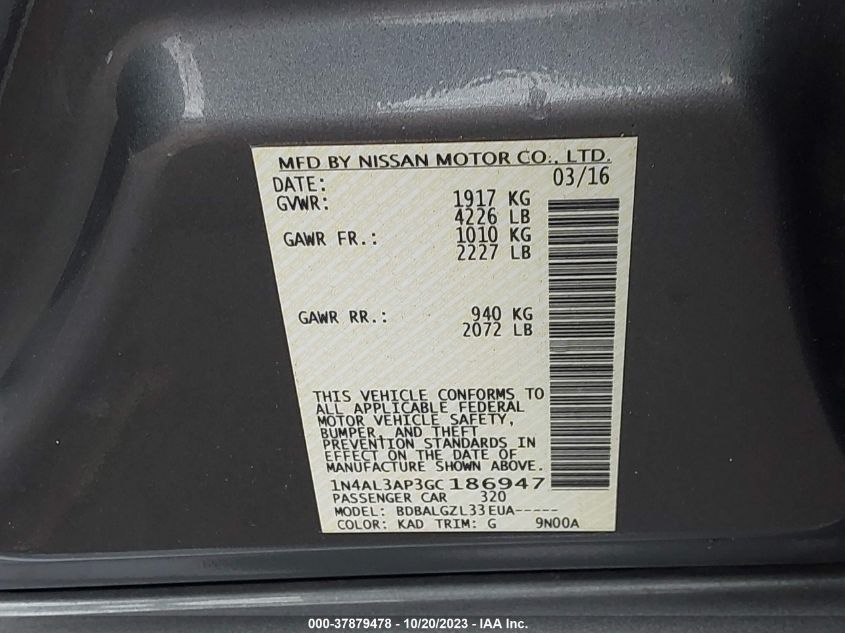 MFD BY NISSAN MOTOR CO., LTD.
DATE: 03/16
GVWR: 1917 KG
4226 LB
GAWR FR.: 1010 KG
2227 LB
GAWR RR.: 940 KG
2072 LB
THIS VEHICLE CONFORMS TO
ALL APPLICABLE FEDERAL
MOTOR VEHICLE SAFETY,
BUMPER, AND THEFT
PREVENTION STANDARDS IN
EFFECT ON THE DATE OF
MANUFACTURE SHOWN ABOVE.
1N4AL3AP3GC186947
PASSENGER CAR 320
MODEL: BDBALGZL33EUA-----
COLOR: KAD TRIM: G 9N00A
000-37879478 - 10/20/2023 - IAA Inc.